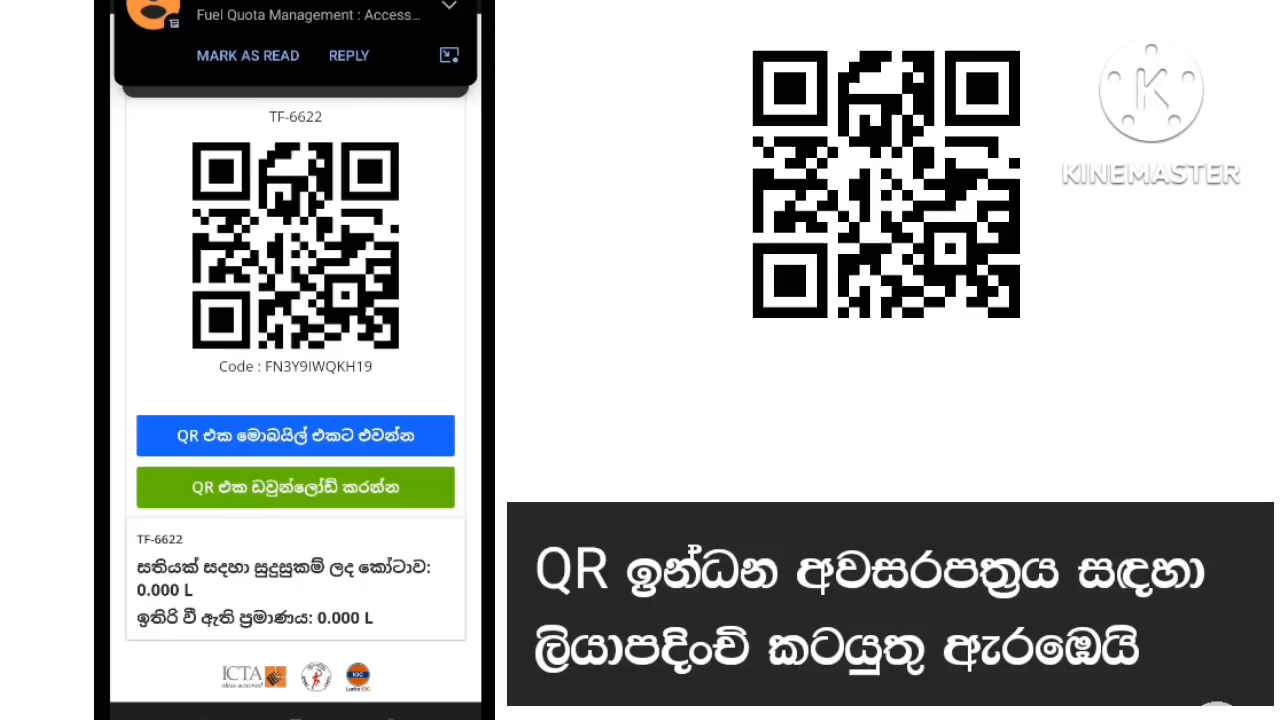 Fuel Quota Management : Access...
MARK AS READ
REPLY
TF-6622
Code : FN3Y9IWQKH19
QR එක මොබයිල් එකට එවන්න
QR එක ඩවුන්ලෝඩ් කරන්න
TF-6622
සතියක් සදහා සුදුසුකම් ලද කෝටාව:
0.000 L
ඉතිරි වී ඇති ප්‍රමාණය: 0.000 L
ICTA
KINEMASTER
QR ඉන්ධන අවසරපත්‍රය සඳහා
ලියාපදිංචි කටයුතු ඇරඹෙයි